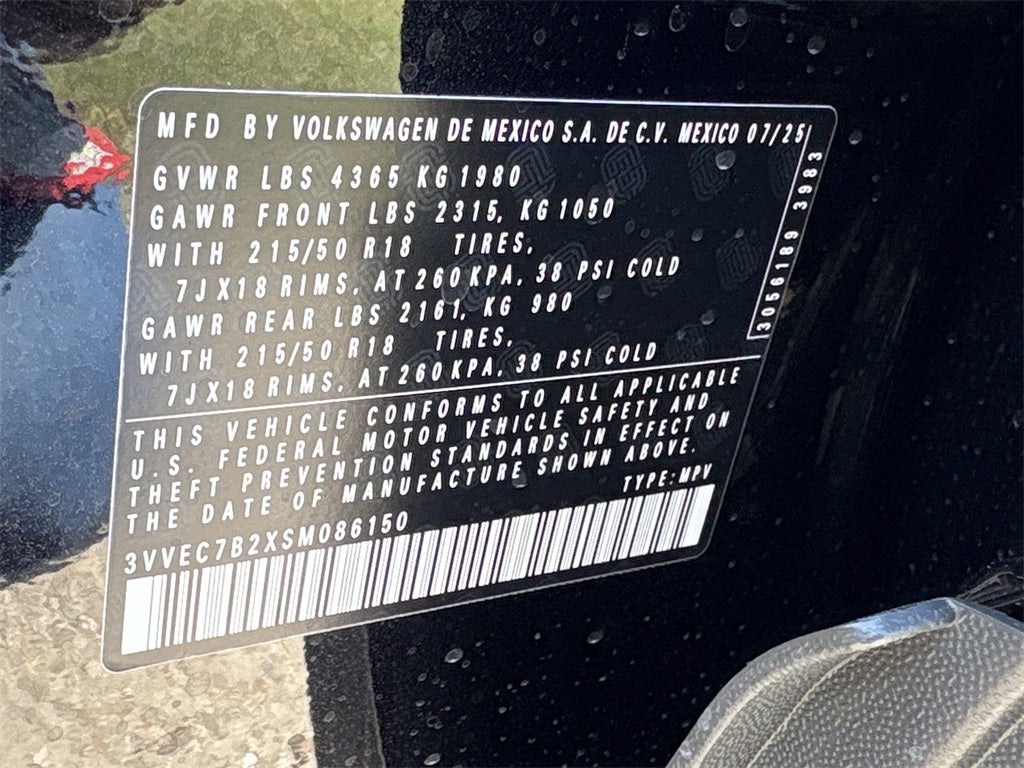 MFD BY VOLKSWAGEN DE MEXICO S.A. DE C.V. MEXICO 07/25
GVWR LBS 4365 KG 1980
GAWR FRONT LBS 2315, KG 1050
WITH 215/50 R18 TIRES,
7J X18 RIMS, AT 260 KPA, 38 PSI COLD
GAWR REAR LBS 2161, KG 980
WITH 215/50 R18 TIRES,
7JX18 RIMS, AT 260 KPA, 38 PSI COLD
3056189 3983
THIS VEHICLE CONFORMS TO ALL APPLICABLE
U.S. FEDERAL MOTOR VEHICLE SAFETY AND
THEFT PREVENTION STANDARDS IN EFFECT ON
THE DATE OF MANUFACTURE SHOWN ABOVE.
TYPE: MPV
3VVEC7B2XSM086150